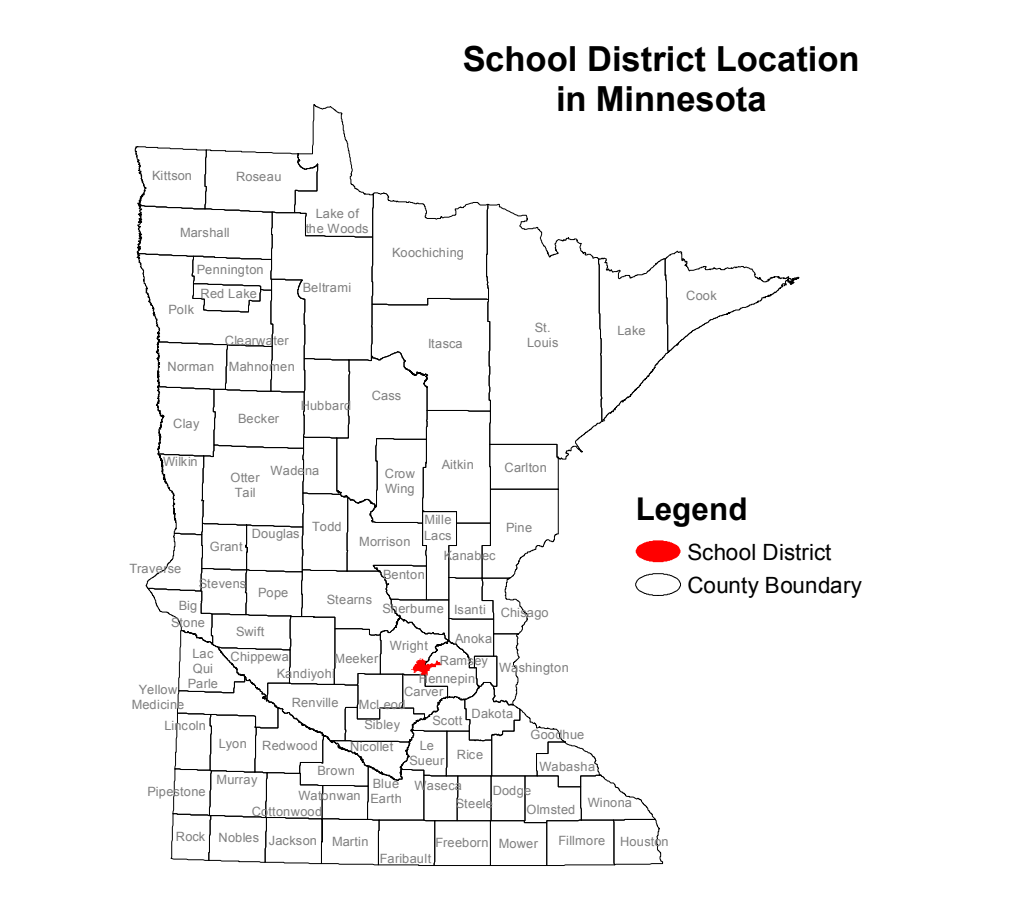 School District Location
in Minnesota
Kittson
Roseau
Lake of
the Woods
Marshall
Koochiching
Pennington
Beltrami
Red Lake
Cook
Polk
St.
Louis
Lake
Clearwater
Itasca
Norman
Mahnomen
Hubbard
Cass
Becker
Clay
Wilkin
Wadena
Otter
Tail
Crow
Wing
Aitkin
Carlton
Legend
School District
County Boundary
Mille
Lacs
Todd
Pine
Douglas
Grant
Morrison
Kanabec
Traverse
Benton
Stevens
Pope
Stearns
Big
Stone
Sherburne
Isanti
Chisago
Swift
Wright
Anoka
Lac
Qui
Parle
Chippewa
Meeker
Ramsey
Washington
Kandiyohi
Hennepin
Yellow
Medicine
Carver
Renville
McLeod
Lincoln
Sibley
Scott
Dakota
Lyon
Redwood
Nicollet
Le
Sueur
Rice
Goodhue
Wabasha
Brown
Murray
Pipestone
Watonwan
Blue
Earth
Waseca
Dodge
Cottonwood
Steele
Olmsted
Winona
Rock
Nobles
Jackson
Martin
Faribault
Freeborn
Mower
Fillmore
Houston